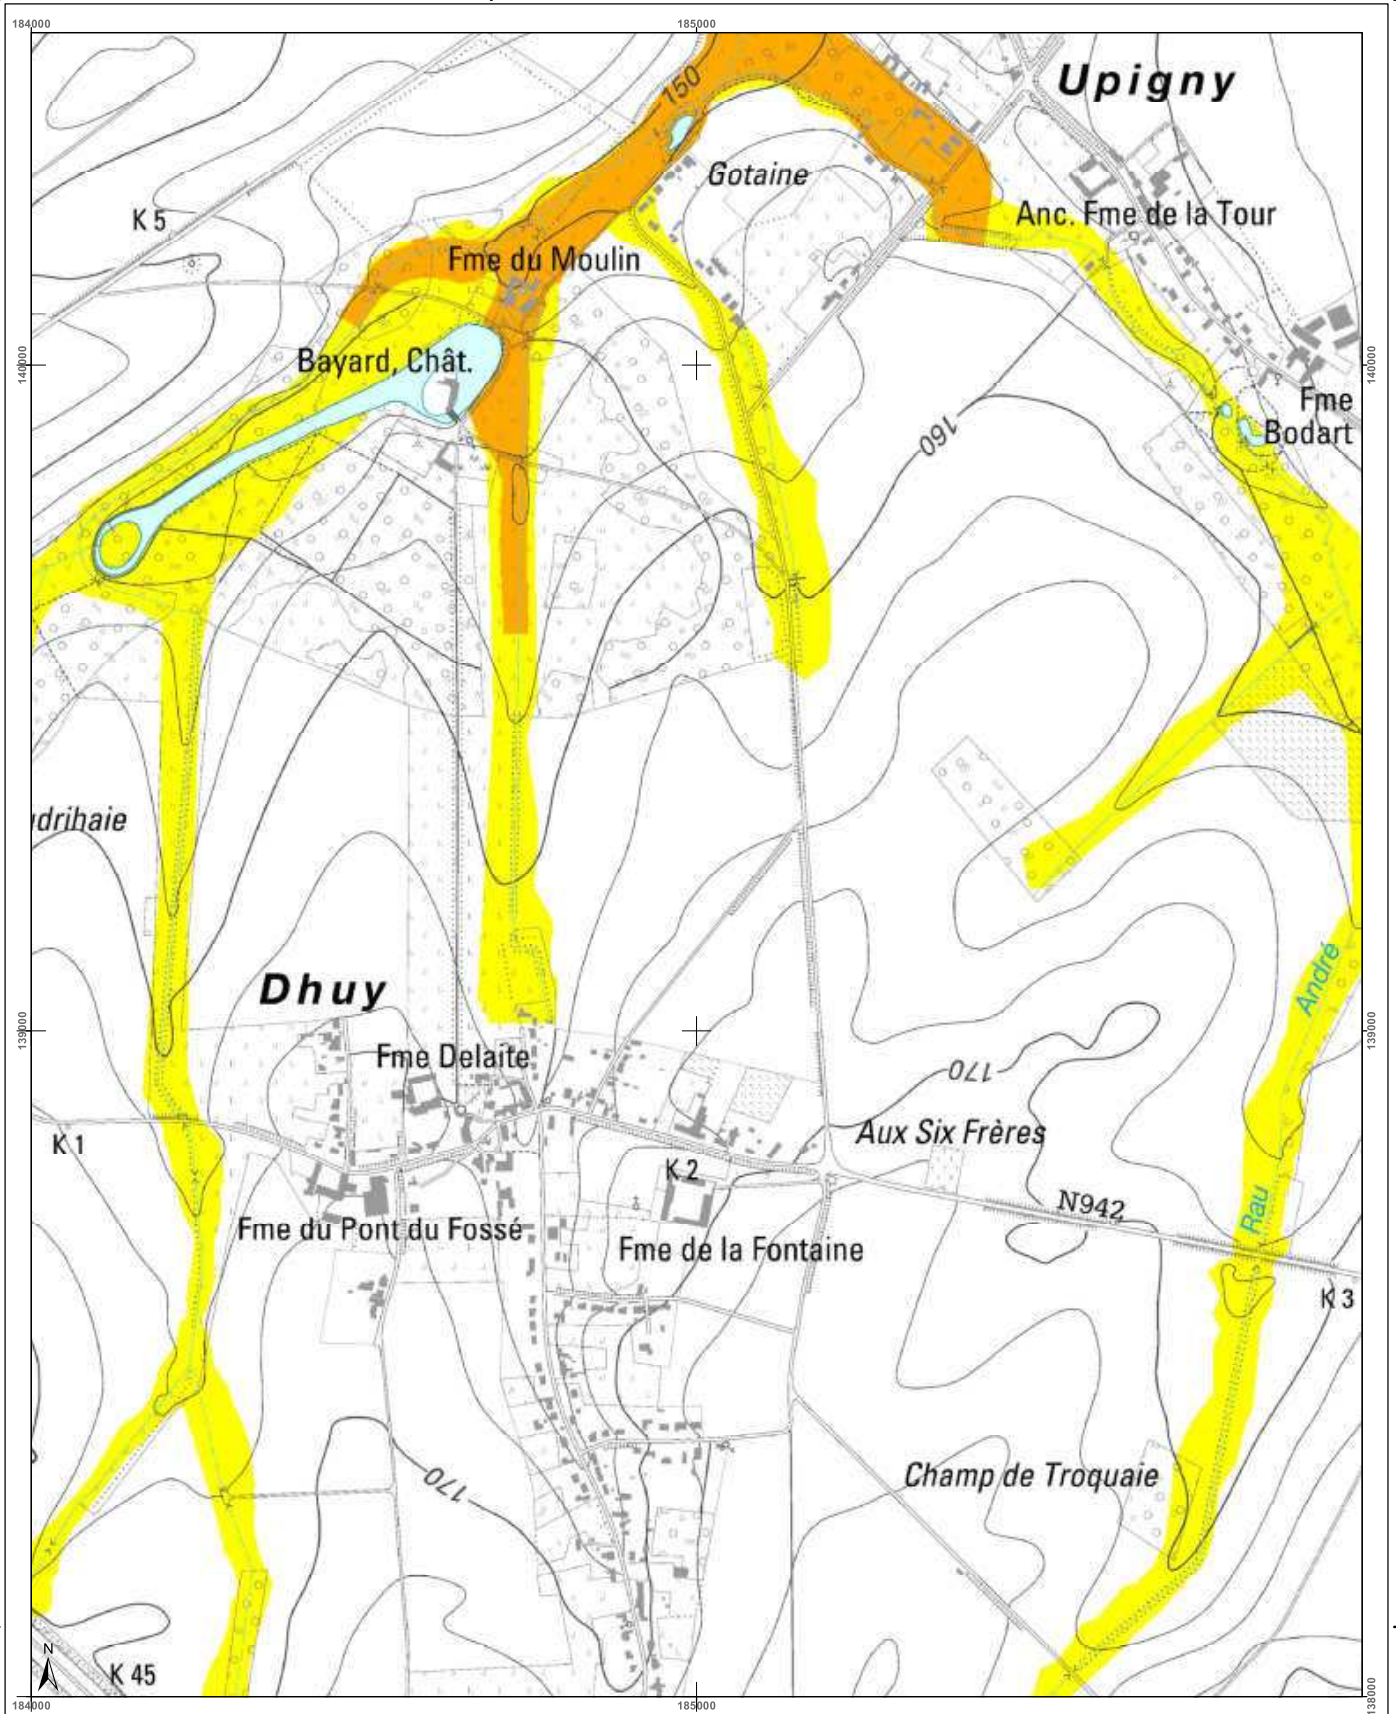 184000
185000
150
Upigny
Gotaine
K 5
Anc. Fme de la Tour
Fme du Moulin
Bayard, Chât.
140000
140000
Fme
Bodart
160
drihaie
André
Dhuy
139000
139000
Fme Delaite
170
Aux Six Frères
K 1
K 2
N942
Rau
Fme du Pont du Fossé
Fme de la Fontaine
K 3
170
Champ de Troquaie
N
K 45
184000
185000
138000